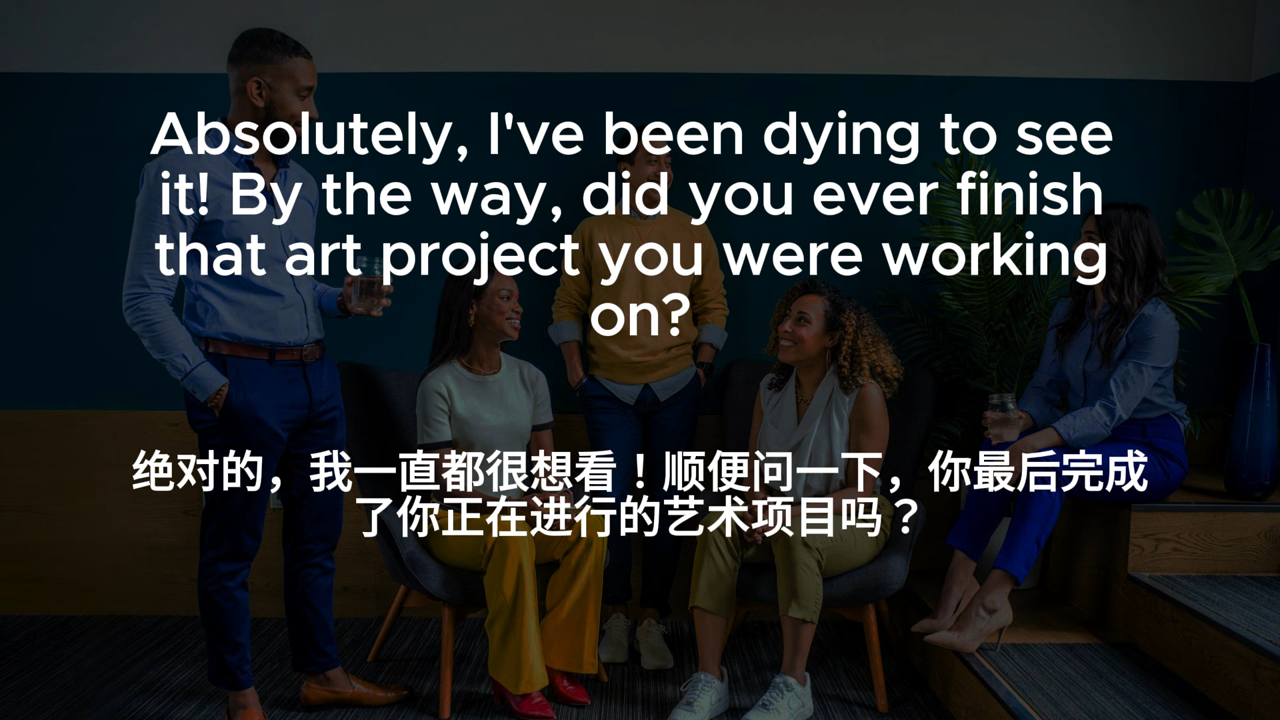 Absolutely, I've been dying to see
it! By the way, did you ever finish
that art project you were working
on?
绝对的，我一直都很想看！顺便问一下，你最后完成
了你正在进行的艺术项目吗？